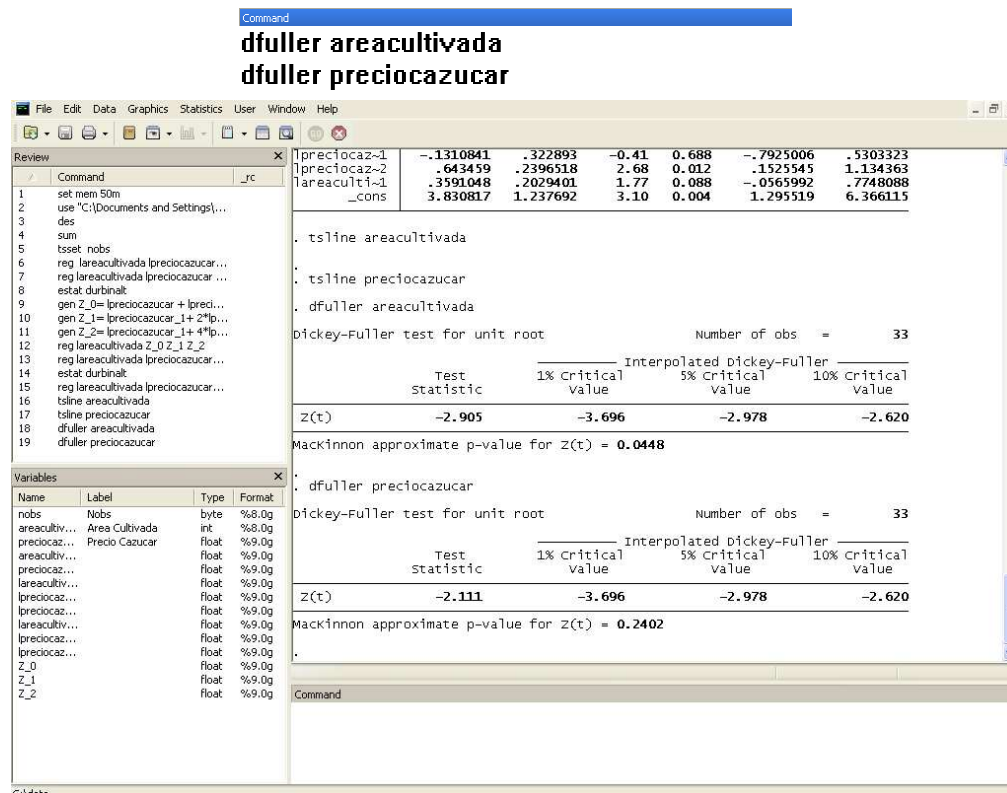 Command
dfuller areacultivada
dfuller preciocazucar
File Edit Data Graphics Statistics User Window Help
Review
Command _rc
1 set mem 50m
2 use "C:\Documents and Settings\...
3 des
4 sum
5 tsset nobs
6 reg lareacultivada lpreciocazucar...
7 reg lareacultivada lpreciocazucar ...
8 estat durbinalt
9 gen Z_0= lpreciocazucar + lpreci...
10 gen Z_1= lpreciocazucar_1+ 2*lp...
11 gen Z_2= lpreciocazucar_1+ 4*lp...
12 reg lareacultivada Z_0 Z_1 Z_2
13 reg lareacultivada lpreciocazucar...
14 estat durbinalt
15 reg lareacultivada lpreciocazucar...
16 tsline areacultivada
17 tsline preciocazucar
18 dfuller areacultivada
19 dfuller preciocazucar
Variables
Name Label Type Format
nobs Nobs byte %8.0g
areacultiv... Area Cultivada int %8.0g
preciocaz... Precio Cazucar float %9.0g
areacultiv... float %9.0g
preciocaz... float %9.0g
lareacultiv... float %9.0g
lpreciocaz... float %9.0g
lpreciocaz... float %9.0g
lareacultiv... float %9.0g
lpreciocaz... float %9.0g
lpreciocaz... float %9.0g
Z_0 float %9.0g
Z_1 float %9.0g
Z_2 float %9.0g
lpreciocaz~1 -.1310841 .322893 -0.41 0.688 -.7925006 .5303323
lpreciocaz~2 .643459 .2396518 2.68 0.012 .1525545 1.134363
lareaculti~1 .3591048 .2029401 1.77 0.088 -.0565992 .7748088
_cons 3.830817 1.237692 3.10 0.004 1.295519 6.366115
. tsline areacultivada
.
. tsline preciocazucar
. dfuller areacultivada
Dickey-Fuller test for unit root Number of obs = 33
Interpolated Dickey-Fuller
Test 1% Critical 5% Critical 10% Critical
Statistic Value Value Value
Z(t) -2.905 -3.696 -2.978 -2.620
MacKinnon approximate p-value for Z(t) = 0.0448
.
. dfuller preciocazucar
Dickey-Fuller test for unit root Number of obs = 33
Interpolated Dickey-Fuller
Test 1% Critical 5% Critical 10% Critical
Statistic Value Value Value
Z(t) -2.111 -3.696 -2.978 -2.620
MacKinnon approximate p-value for Z(t) = 0.2402
.
Command